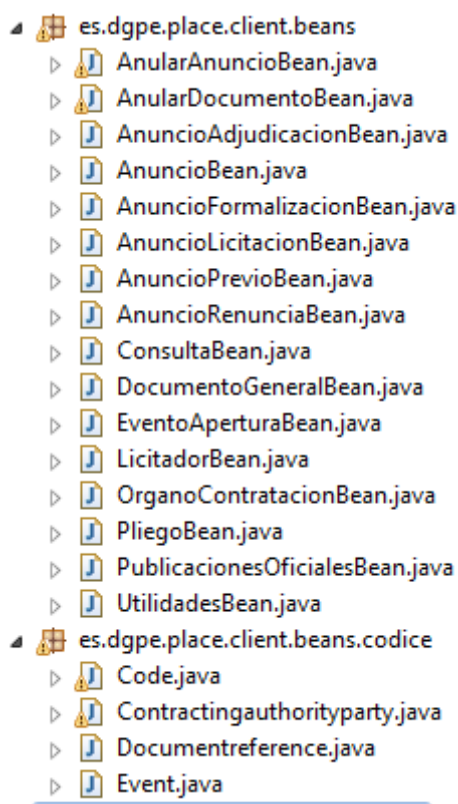 es.dgpe.place.client.beans
AnularAnuncioBean.java
AnularDocumentoBean.java
AnuncioAdjudicacionBean.java
AnuncioBean.java
AnuncioFormalizacionBean.java
AnuncioLicitacionBean.java
AnuncioPrevioBean.java
AnuncioRenunciaBean.java
ConsultaBean.java
DocumentoGeneralBean.java
EventoAperturaBean.java
LicitadorBean.java
OrganoContratacionBean.java
PliegoBean.java
PublicacionesOficialesBean.java
UtilidadesBean.java
es.dgpe.place.client.beans.codice
Code.java
Contractingauthorityparty.java
Documentreference.java
Event.java